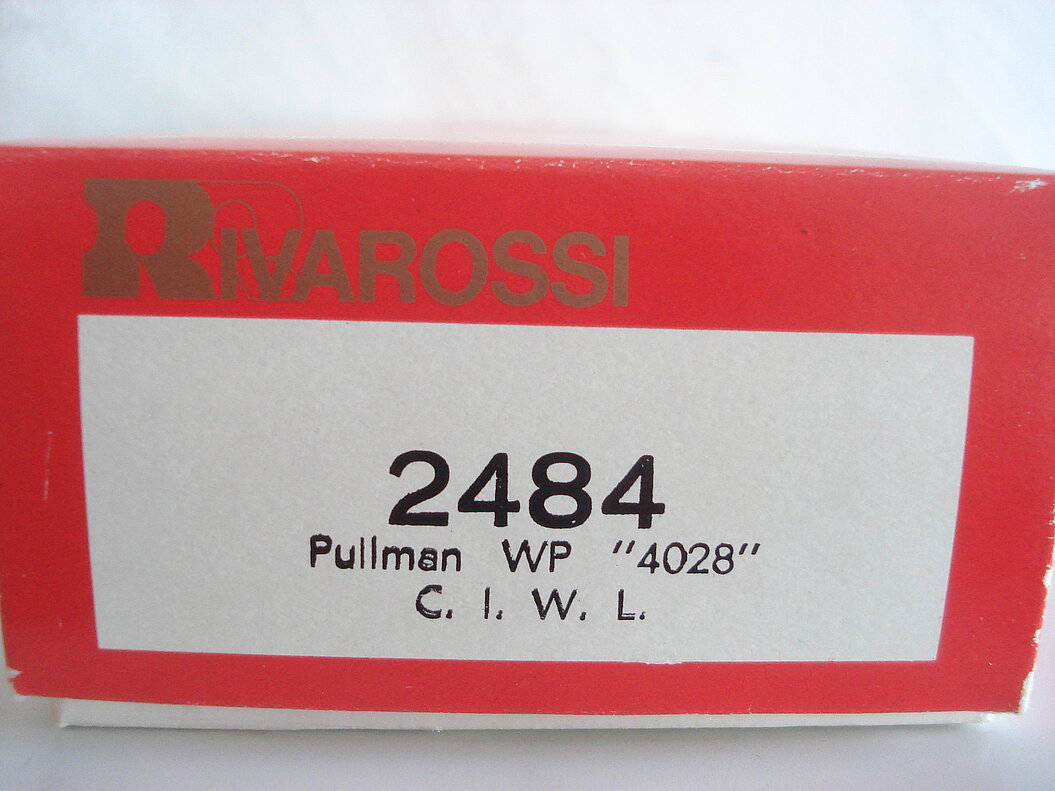 RIVAROSSI
2484
Pullman WP "4028"
C. I. W. L.